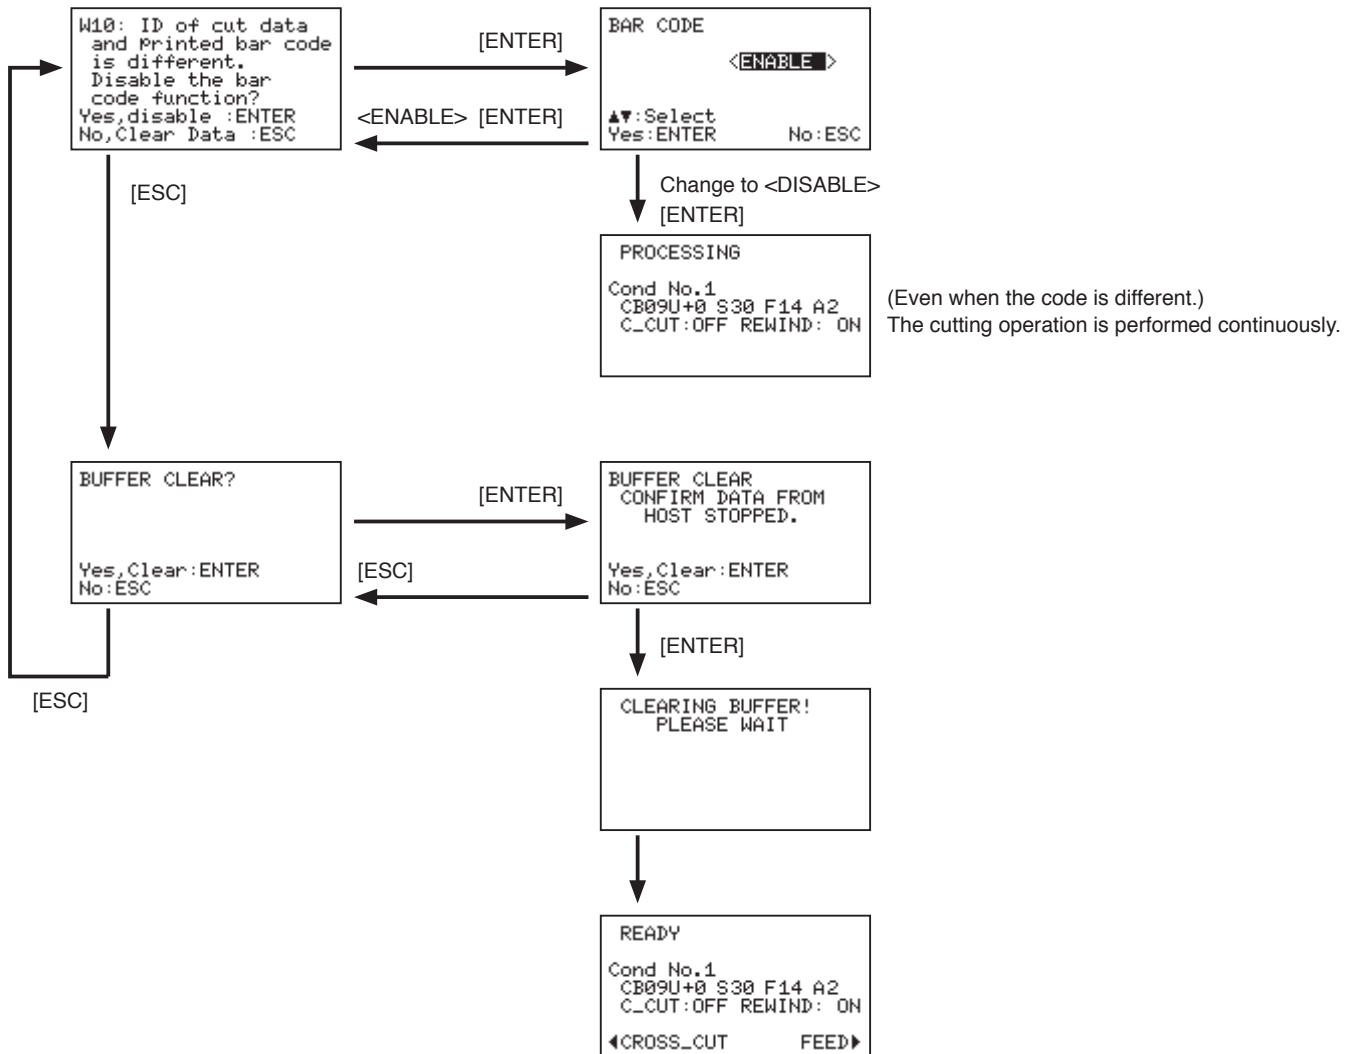 W10: ID of cut data
and Printed bar code
is different.
Disable the bar
code function?
Yes,disable :ENTER
No,Clear Data :ESC
[ENTER]
<ENABLE> [ENTER]
BAR CODE
<ENABLE >
▲▼:Select
Yes:ENTER No:ESC
[ESC]
Change to <DISABLE>
[ENTER]
PROCESSING
Cond No.1
CB09U+0 S30 F14 A2
C_CUT:OFF REWIND: ON
(Even when the code is different.)
The cutting operation is performed continuously.
BUFFER CLEAR?
Yes,Clear:ENTER
No:ESC
[ENTER]
[ESC]
BUFFER CLEAR
CONFIRM DATA FROM
HOST STOPPED.
Yes,Clear:ENTER
No:ESC
[ESC]
[ENTER]
CLEARING BUFFER!
PLEASE WAIT
READY
Cond No.1
CB09U+0 S30 F14 A2
C_CUT:OFF REWIND: ON
◀CROSS_CUT FEED▶